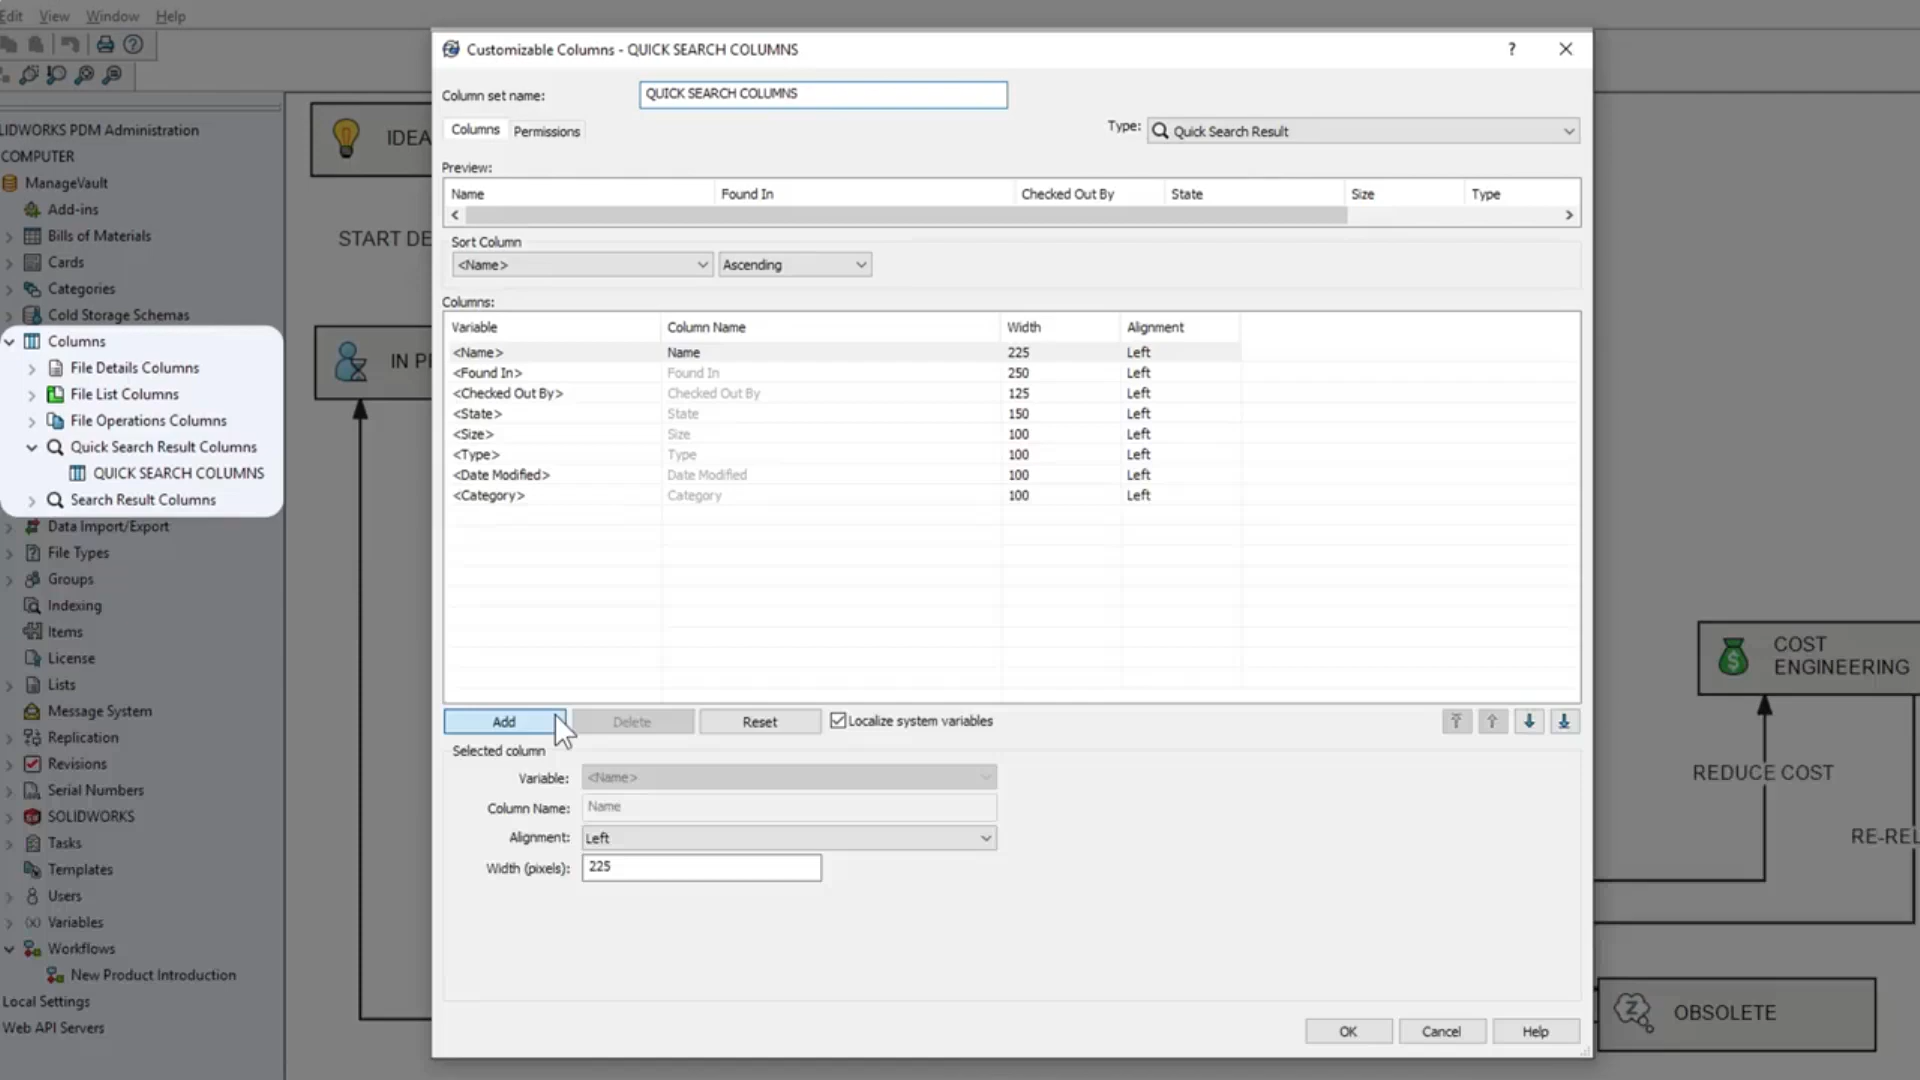 Edit View Window Help
LIDWORKS PDM Administration
COMPUTER
ManageVault
Add-ins
Bills of Materials
Cards
Categories
Cold Storage Schemas
Columns
File Details Columns
File List Columns
File Operations Columns
Quick Search Result Columns
QUICK SEARCH COLUMNS
Search Result Columns
Data Import/Export
File Types
Groups
Indexing
Items
License
Lists
Message System
Replication
Revisions
Serial Numbers
SOLIDWORKS
Tasks
Templates
Users
Variables
Workflows
New Product Introduction
Local Settings
Web API Servers
IDEA
START DE
IN P
Customizable Columns - QUICK SEARCH COLUMNS
Column set name: QUICK SEARCH COLUMNS
Columns Permissions Type: Quick Search Result
Preview:
Name Found In Checked Out By State Size Type
Sort Column
<Name> Ascending
Columns:
Variable Column Name Width Alignment
<Name> Name 225 Left
<Found In> Found In 250 Left
<Checked Out By> Checked Out By 125 Left
<State> State 150 Left
<Size> Size 100 Left
<Type> Type 100 Left
<Date Modified> Date Modified 100 Left
<Category> Category 100 Left
Add Delete Reset Localize system variables
Selected column
Variable: <Name>
Column Name: Name
Alignment: Left
Width (pixels): 225
OK Cancel Help
COST
ENGINEERING
REDUCE COST
RE-REL
OBSOLETE